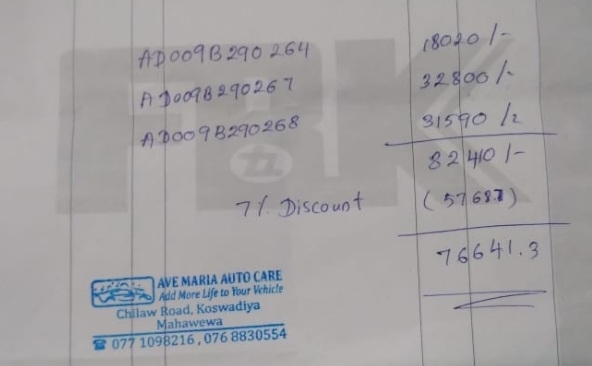 AD009B290264 18020/-
AD009B290267 32800/-
AD009B290268 31590/-
82410/-
7% Discount (5768.7)
76641.3
AVE MARIA AUTO CARE
Add More Life to Your Vehicle
Chilaw Road, Koswadiya
Mahawewa
☎ 077 1098216, 076 8830554